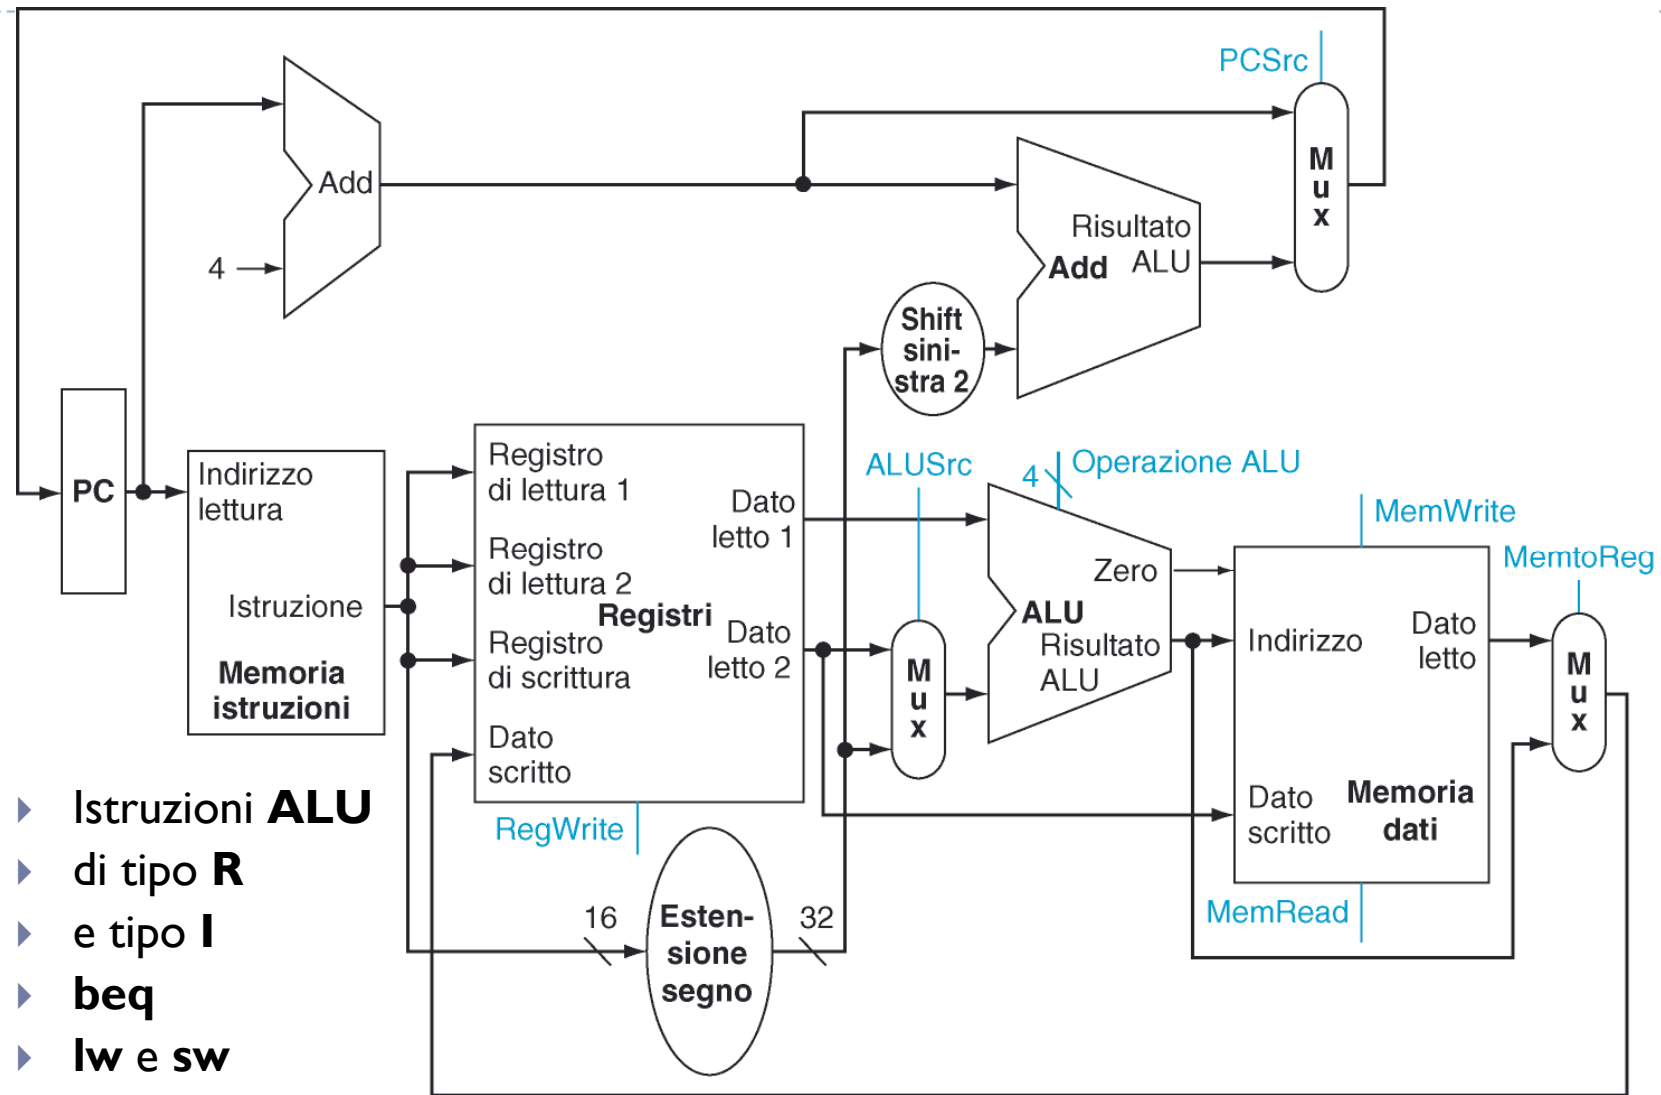 PCSrc
M
u
x
Add
4
Risultato
ALU
Add
Shift
sini-
stra 2
PC
Indirizzo
lettura
Istruzione
Memoria
istruzioni
Registro
di lettura 1
Registro
di lettura 2
Registri
Registro
di scrittura
Dato
scritto
Dato
letto 1
Dato
letto 2
RegWrite
ALUSrc
M
u
x
4
Operazione ALU
Zero
ALU
Risultato
ALU
MemWrite
Indirizzo
Dato
letto
Dato
scritto
Memoria
dati
MemRead
MemtoReg
M
u
x
16
Esten-
sione
segno
32
Istruzioni ALU
di tipo R
e tipo I
beq
lw e sw